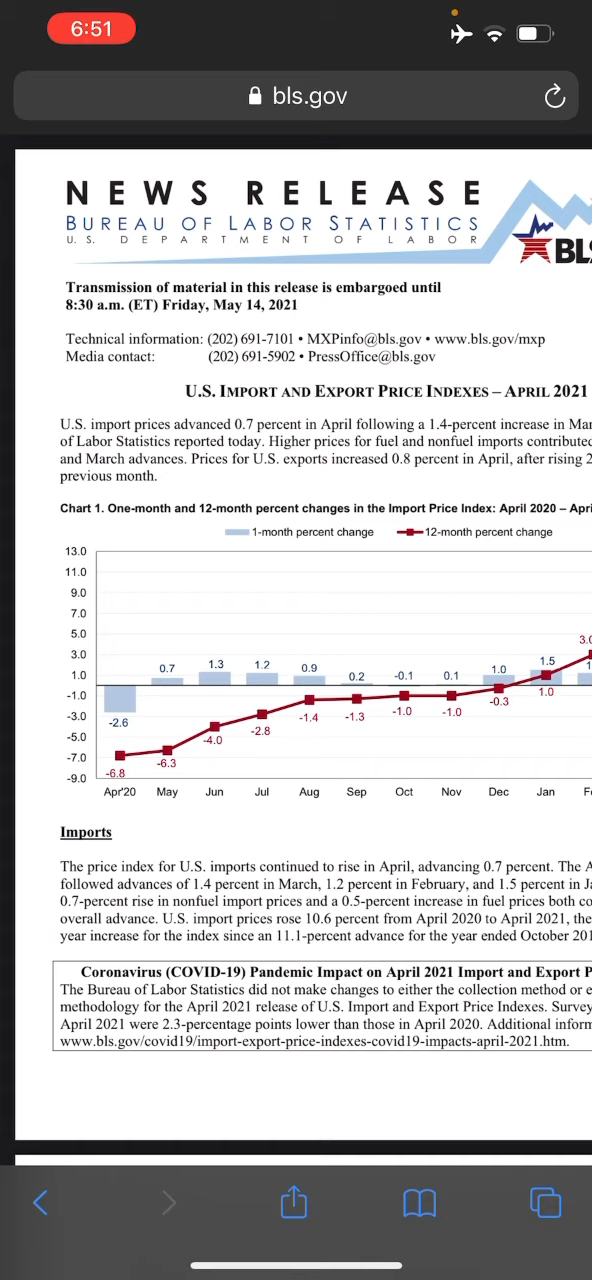 6:51
bls.gov
NEWS RELEASE
BUREAU OF LABOR STATISTICS
U. S. DEPARTMENT OF LABOR
BLS
Transmission of material in this release is embargoed until
8:30 a.m. (ET) Friday, May 14, 2021
Technical information: (202) 691-7101 • MXPinfo@bls.gov • www.bls.gov/mxp
Media contact: (202) 691-5902 • PressOffice@bls.gov
U.S. IMPORT AND EXPORT PRICE INDEXES – APRIL 2021
U.S. import prices advanced 0.7 percent in April following a 1.4-percent increase in Mar
of Labor Statistics reported today. Higher prices for fuel and nonfuel imports contributed
and March advances. Prices for U.S. exports increased 0.8 percent in April, after rising 2
previous month.
Chart 1. One-month and 12-month percent changes in the Import Price Index: April 2020 – Apri
1-month percent change 12-month percent change
13.0
11.0
9.0
7.0
5.0
3.0
1.0
-1.0
-3.0
-5.0
-7.0
-9.0
-2.6 0.7 1.3 1.2 0.9 0.2 -0.1 0.1 1.0 1.5 1
-6.8 -6.3 -4.0 -2.8 -1.4 -1.3 -1.0 -1.0 -0.3 1.0 3.0
Apr'20 May Jun Jul Aug Sep Oct Nov Dec Jan Fe
Imports
The price index for U.S. imports continued to rise in April, advancing 0.7 percent. The A
followed advances of 1.4 percent in March, 1.2 percent in February, and 1.5 percent in Ja
0.7-percent rise in nonfuel import prices and a 0.5-percent increase in fuel prices both co
overall advance. U.S. import prices rose 10.6 percent from April 2020 to April 2021, the
year increase for the index since an 11.1-percent advance for the year ended October 201
Coronavirus (COVID-19) Pandemic Impact on April 2021 Import and Export P
The Bureau of Labor Statistics did not make changes to either the collection method or e
methodology for the April 2021 release of U.S. Import and Export Price Indexes. Survey
April 2021 were 2.3-percentage points lower than those in April 2020. Additional inform
www.bls.gov/covid19/import-export-price-indexes-covid19-impacts-april-2021.htm.